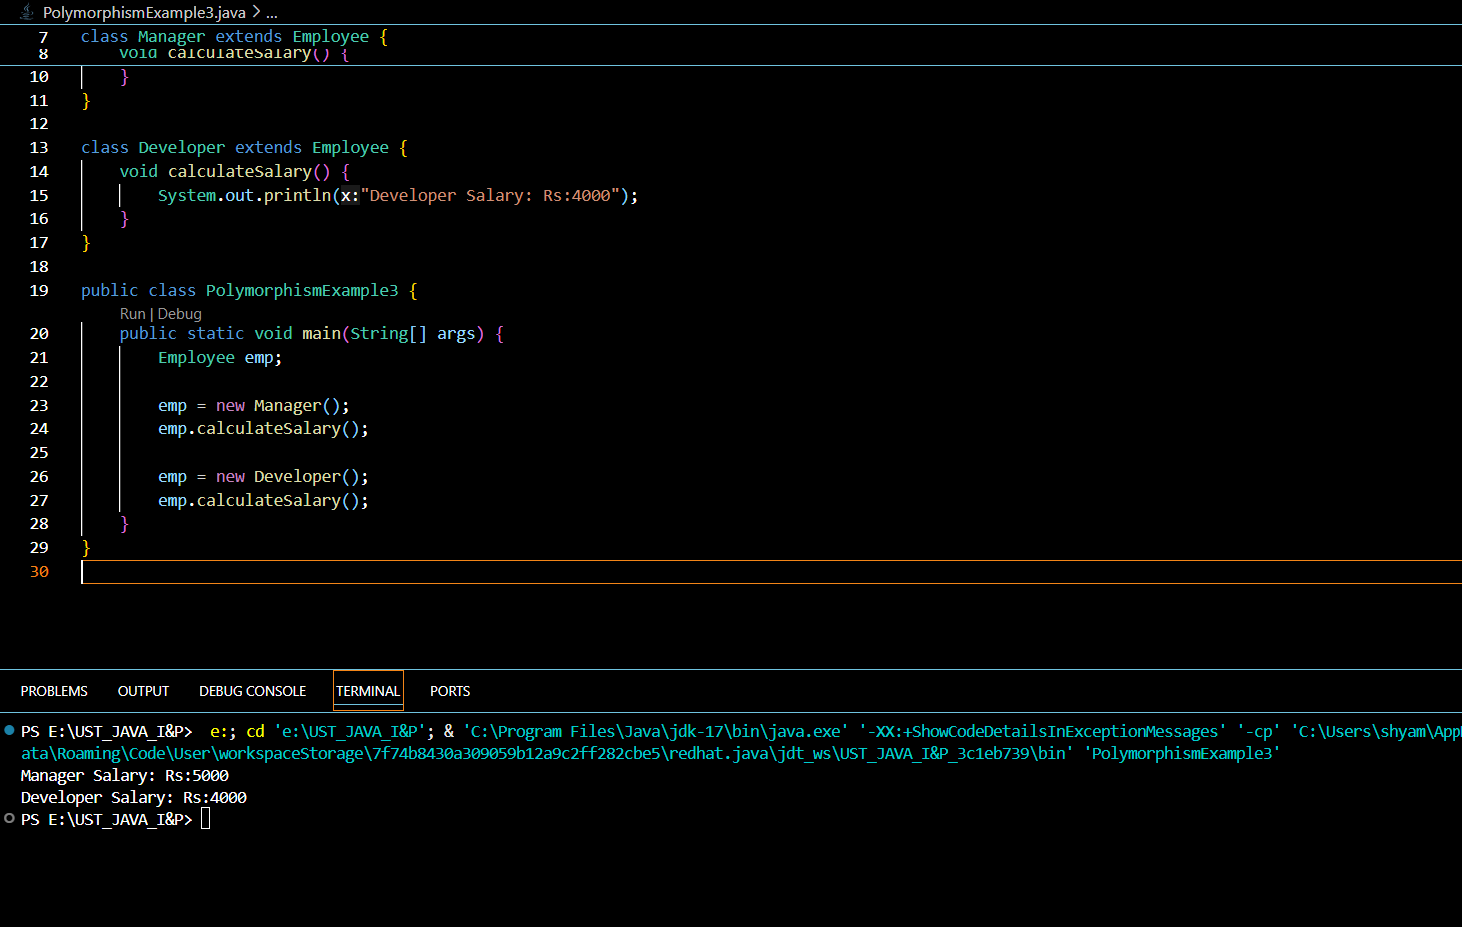 PolymorphismExample3.java > ...
7 class Manager extends Employee {
8 void calculateSalary() {
10 }
11 }
12
13 class Developer extends Employee {
14 void calculateSalary() {
15 System.out.println(x:"Developer Salary: Rs:4000");
16 }
17 }
18
19 public class PolymorphismExample3 {
Run | Debug
20 public static void main(String[] args) {
21 Employee emp;
22
23 emp = new Manager();
24 emp.calculateSalary();
25
26 emp = new Developer();
27 emp.calculateSalary();
28 }
29 }
30
PROBLEMS OUTPUT DEBUG CONSOLE TERMINAL PORTS
PS E:\UST_JAVA_I&P> e:; cd 'e:\UST_JAVA_I&P'; & 'C:\Program Files\Java\jdk-17\bin\java.exe' '-XX:+ShowCodeDetailsInExceptionMessages' '-cp' 'C:\Users\shyam\AppD
ata\Roaming\Code\User\workspaceStorage\7f74b8430a309059b12a9c2ff282cbe5\redhat.java\jdt_ws\UST_JAVA_I&P_3c1eb739\bin' 'PolymorphismExample3'
Manager Salary: Rs:5000
Developer Salary: Rs:4000
PS E:\UST_JAVA_I&P>